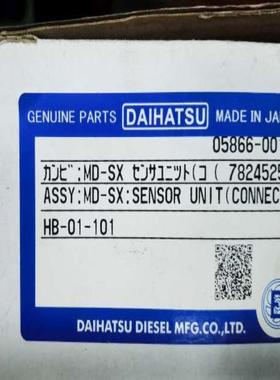 GENUINE PARTS DAIHATSU MADE IN JA
05866-00
ｶﾝﾋﾞ;MD-SX ｾﾝｻﾕﾆｯﾄ(ｺ ( 7824525
ASSY;MD-SX;SENSOR UNIT(CONNEC
HB-01-101
DAIHATSU DIESEL MFG.CO.,LTD.